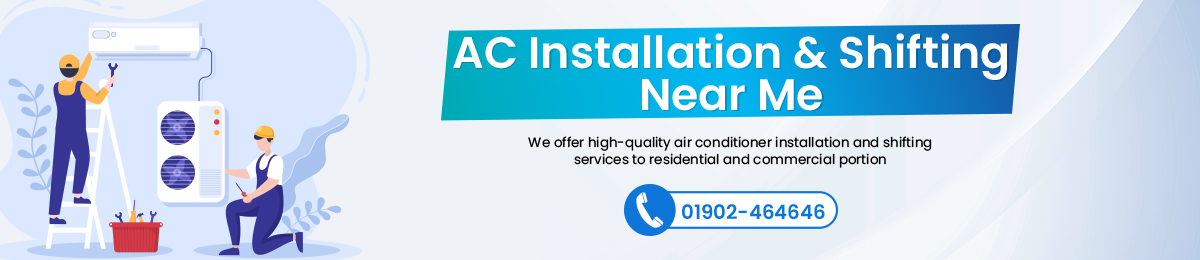 AC Installation & Shifting
Near Me
We offer high-quality air conditioner installation and shifting
services to residential and commercial portion
01902-464646